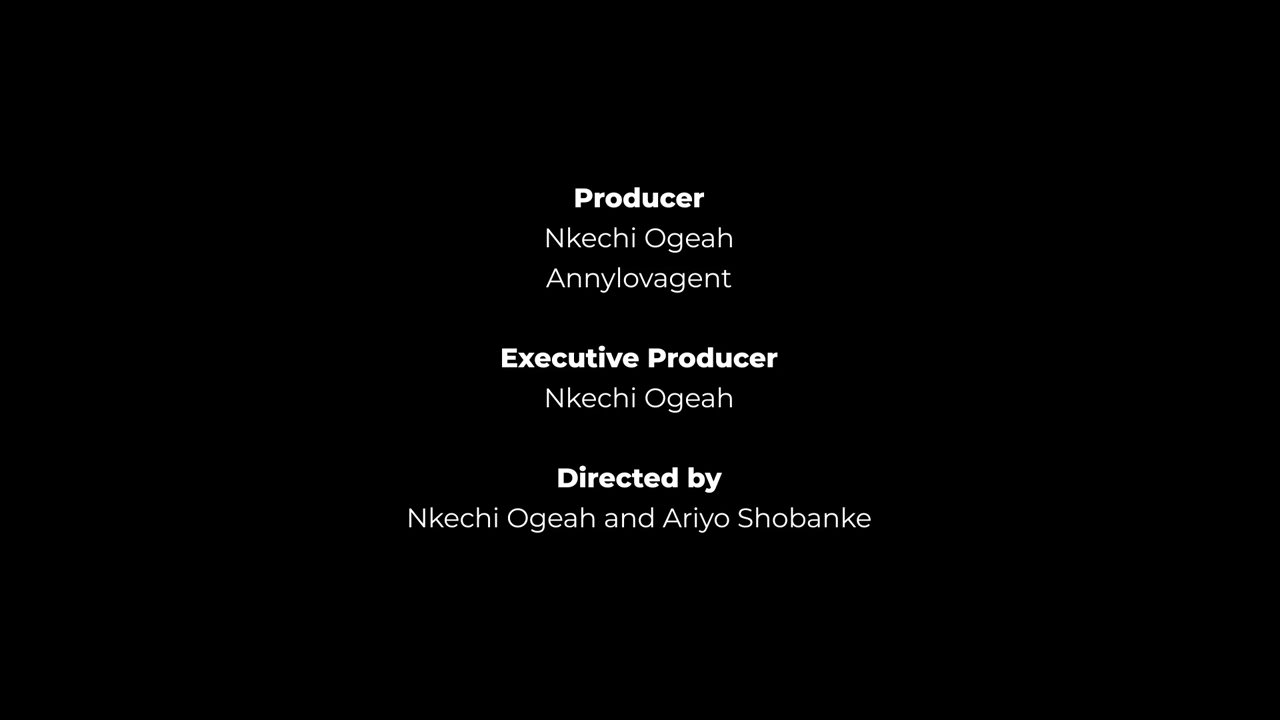 Producer
Nkechi Ogeah
Annylovagent
Executive Producer
Nkechi Ogeah
Directed by
Nkechi Ogeah and Ariyo Shobanke